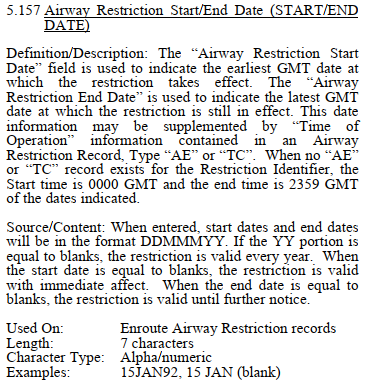 5.157 Airway Restriction Start/End Date (START/END
DATE)
Definition/Description: The “Airway Restriction Start
Date” field is used to indicate the earliest GMT date at
which the restriction takes effect. The “Airway
Restriction End Date” is used to indicate the latest GMT
date at which the restriction is still in effect. This date
information may be supplemented by “Time of
Operation” information contained in an Airway
Restriction Record, Type “AE” or “TC”. When no “AE”
or “TC” record exists for the Restriction Identifier, the
Start time is 0000 GMT and the end time is 2359 GMT
of the dates indicated.
Source/Content: When entered, start dates and end dates
will be in the format DDMMMYY. If the YY portion is
equal to blanks, the restriction is valid every year. When
the start date is equal to blanks, the restriction is valid
with immediate affect. When the end date is equal to
blanks, the restriction is valid until further notice.
Used On: Enroute Airway Restriction records
Length: 7 characters
Character Type: Alpha/numeric
Examples: 15JAN92, 15 JAN (blank)